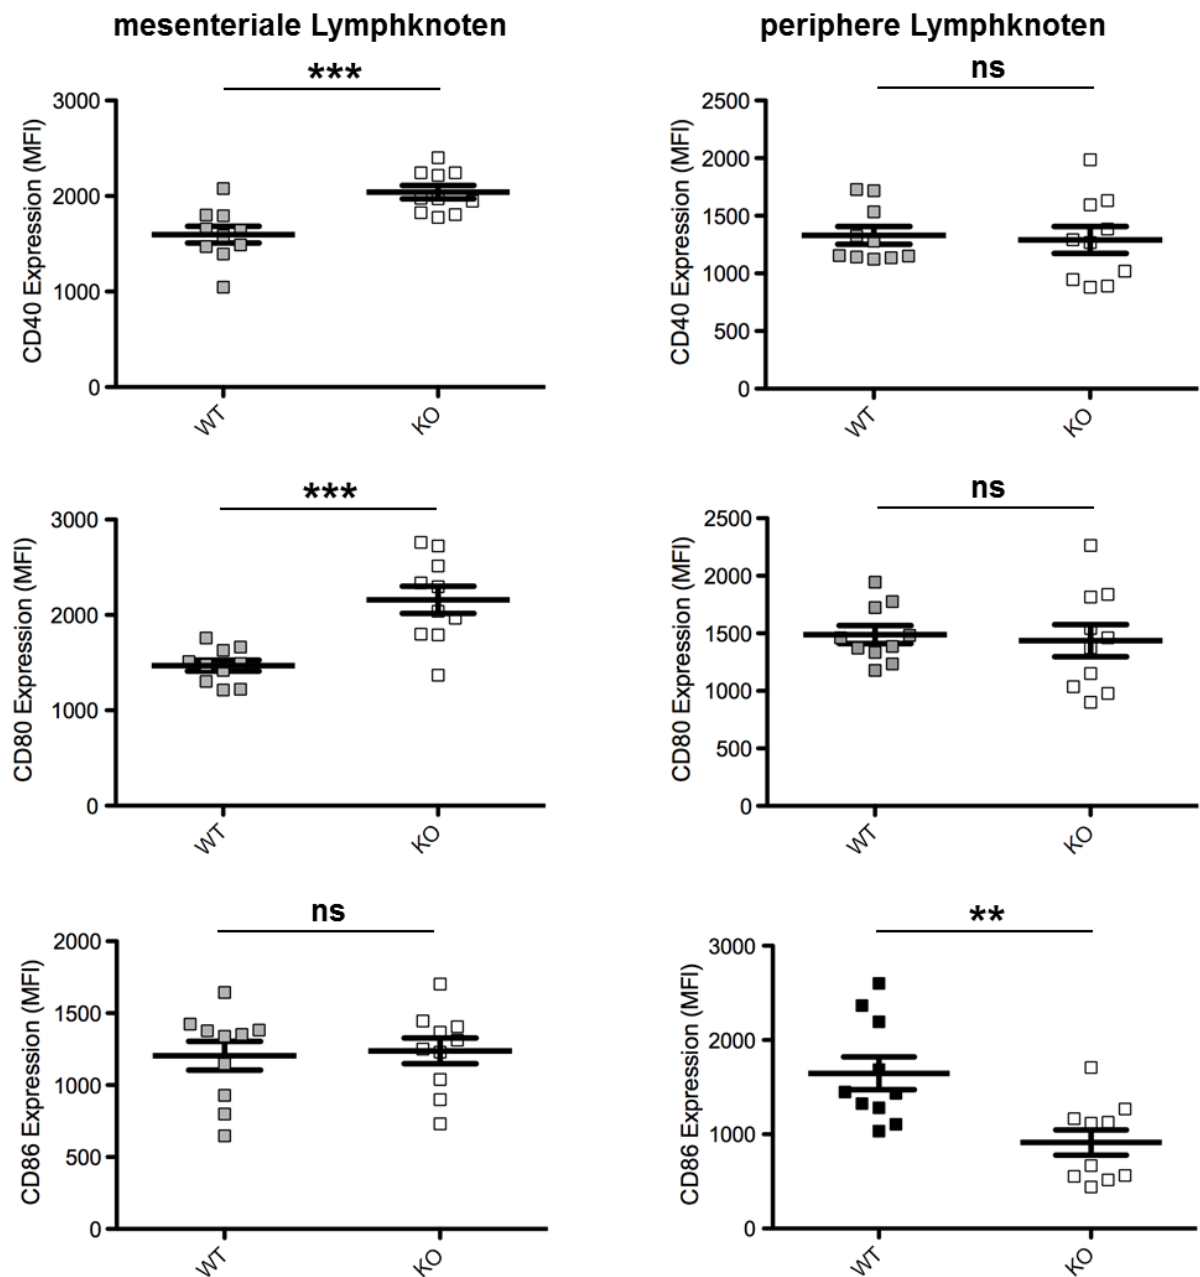 mesenteriale Lymphknoten
periphere Lymphknoten
***
CD40 Expression (MFI)
3000
2000
1000
0
WT
KO
ns
CD40 Expression (MFI)
2500
2000
1500
1000
500
0
WT
KO
***
CD80 Expression (MFI)
3000
2000
1000
0
WT
KO
ns
CD80 Expression (MFI)
2500
2000
1500
1000
500
0
WT
KO
ns
CD86 Expression (MFI)
2000
1500
1000
500
0
WT
KO
**
CD86 Expression (MFI)
3000
2000
1000
0
WT
KO